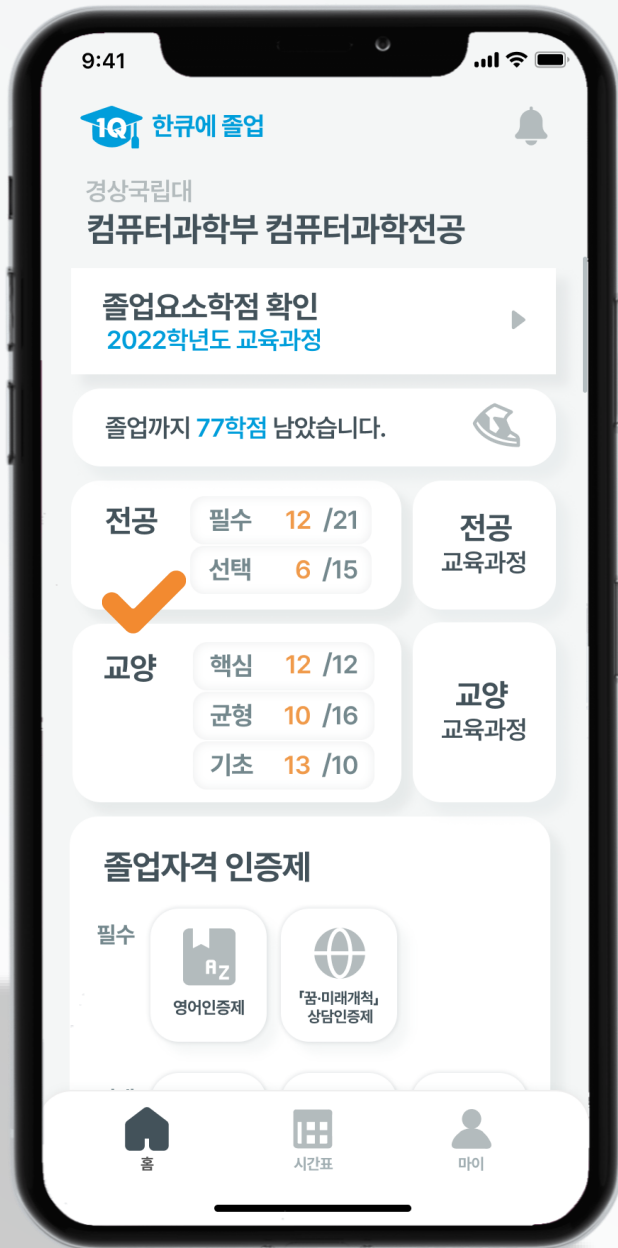 9:41
1Q 한큐에 졸업
경상국립대
컴퓨터과학부 컴퓨터과학전공
졸업요소학점 확인
2022학년도 교육과정
졸업까지 77학점 남았습니다.
전공
필수 12 /21
선택 6 /15
전공
교육과정
교양
핵심 12 /12
균형 10 /16
기초 13 /10
교양
교육과정
졸업자격 인증제
필수
AZ
영어인증제
「꿈·미래개척」
상담인증제
홈
시간표
마이